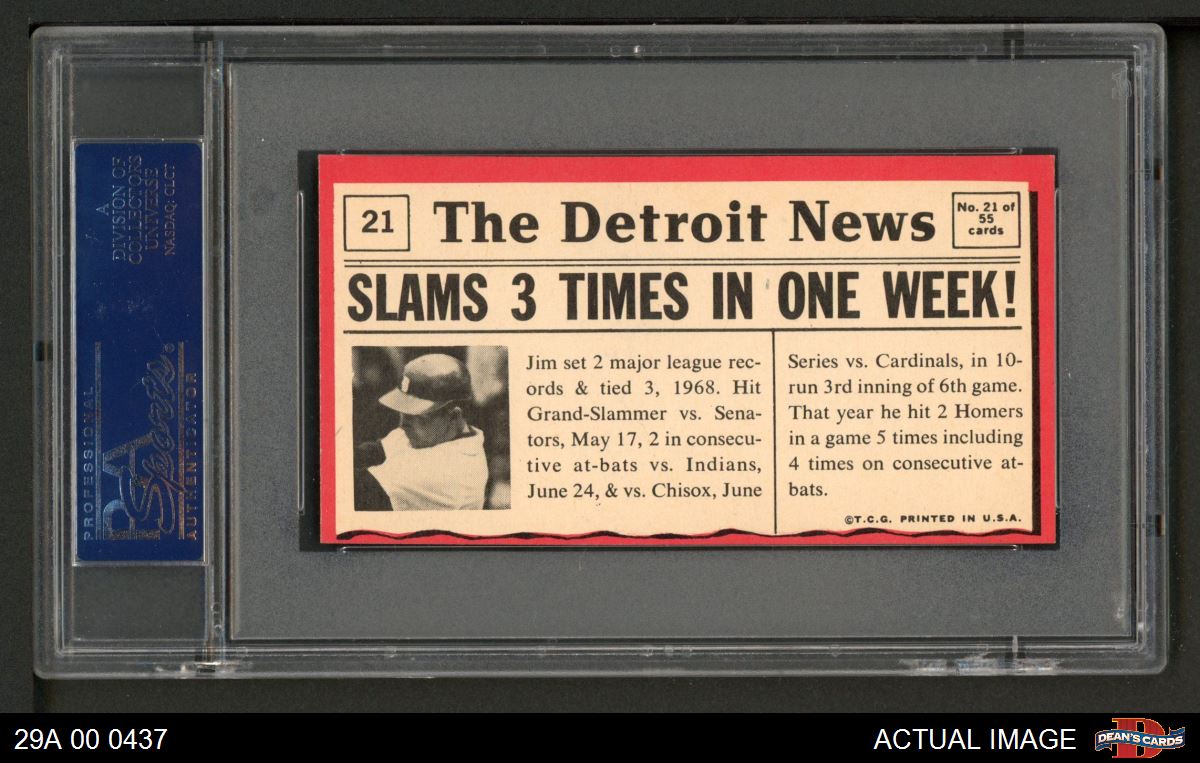 A
DIVISION OF
COLLECTORS
UNIVERSE
NASDAQ: CLCT
PROFESSIONAL
PSA
Sports®
AUTHENTICATOR
21
The Detroit News
No. 21 of
55
cards
SLAMS 3 TIMES IN ONE WEEK!
Jim set 2 major league rec-
ords & tied 3, 1968. Hit
Grand-Slammer vs. Sena-
tors, May 17, 2 in consecu-
tive at-bats vs. Indians,
June 24, & vs. Chisox, June
Series vs. Cardinals, in 10-
run 3rd inning of 6th game.
That year he hit 2 Homers
in a game 5 times including
4 times on consecutive at-
bats.
©T.C.G. PRINTED IN U.S.A.
29A 00 0437
ACTUAL IMAGE
DEAN'S CARDS